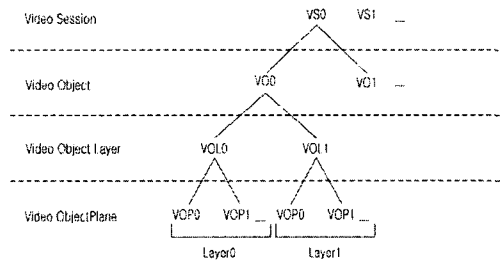 Video Session VS0 VS1 ...
Video Object VO0 VO1 ...
Video Object Layer VOL0 VOL1
Video ObjectPlane VOP0 VOP1 ... VOP0 VOP1 ...
Layer0 Layer1